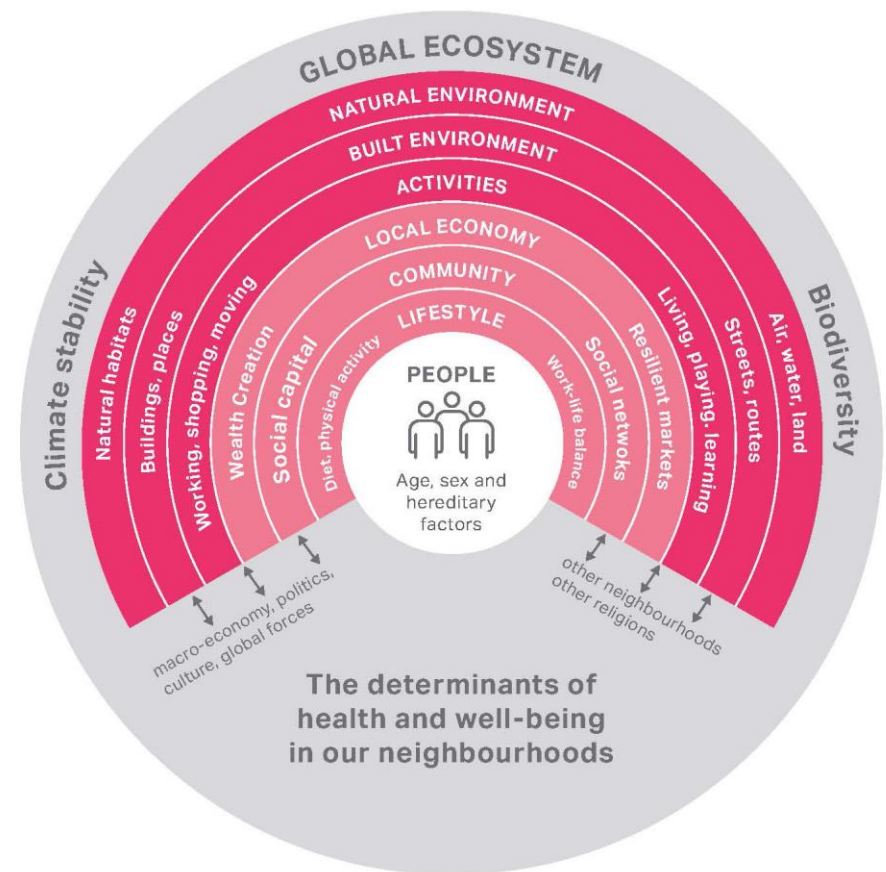 GLOBAL ECOSYSTEM
NATURAL ENVIRONMENT
BUILT ENVIRONMENT
ACTIVITIES
LOCAL ECONOMY
COMMUNITY
LIFESTYLE
Climate stability
Natural habitats
Buildings, places
Working, shopping, moving
Wealth Creation
Social capital
Diet, physical activity
PEOPLE
Age, sex and
hereditary
factors
Work-life balance
Social netwoks
Resilient markets
Living, playing. learning
Streets, routes
Air, water, land
Biodiversity
macro-economy, politics,
culture, global forces
other neighbourhoods
other religions
The determinants of
health and well-being
in our neighbourhoods